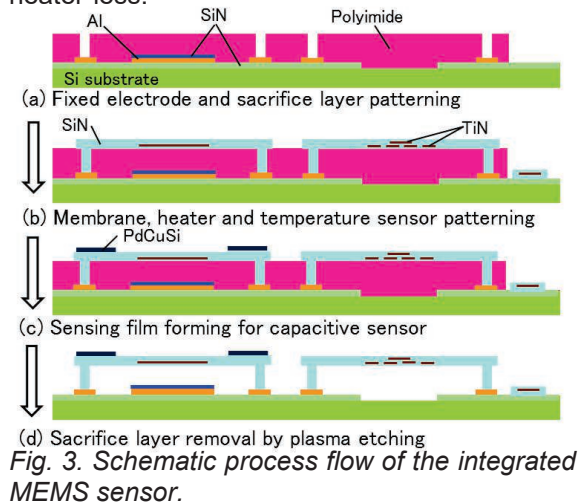 heater loss.
Al
SiN
Polyimide
Si substrate
(a) Fixed electrode and sacrifice layer patterning
SiN
TiN
(b) Membrane, heater and temperature sensor patterning
PdCuSi
(c) Sensing film forming for capacitive sensor
(d) Sacrifice layer removal by plasma etching
Fig. 3. Schematic process flow of the integrated
MEMS sensor.